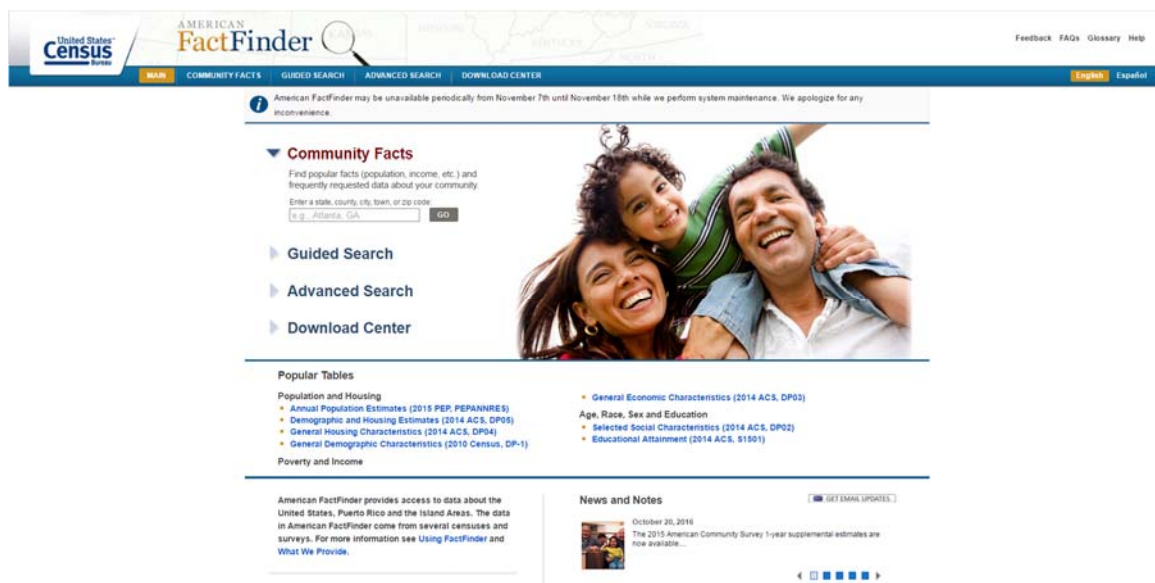 United States®
Census
Bureau
AMERICAN
FactFinder
Feedback FAQs Glossary Help
MAIN COMMUNITY FACTS GUIDED SEARCH ADVANCED SEARCH DOWNLOAD CENTER English Español
American FactFinder may be unavailable periodically from November 7th until November 18th while we perform system maintenance. We apologize for any
inconvenience.
Community Facts
Find popular facts (population, income, etc.) and
frequently requested data about your community.
Enter a state, county, city, town, or zip code:
e.g., Atlanta, GA GO
Guided Search
Advanced Search
Download Center
Popular Tables
Population and Housing
Annual Population Estimates (2015 PEP, PEPANNRES)
Demographic and Housing Estimates (2014 ACS, DP05)
General Housing Characteristics (2014 ACS, DP04)
General Demographic Characteristics (2010 Census, DP-1)
Poverty and Income
General Economic Characteristics (2014 ACS, DP03)
Age, Race, Sex and Education
Selected Social Characteristics (2014 ACS, DP02)
Educational Attainment (2014 ACS, S1501)
American FactFinder provides access to data about the
United States, Puerto Rico and the Island Areas. The data
in American FactFinder come from several censuses and
surveys. For more information see Using FactFinder and
What We Provide.
News and Notes
GET EMAIL UPDATES
October 20, 2016
The 2015 American Community Survey 1-year supplemental estimates are
now available...